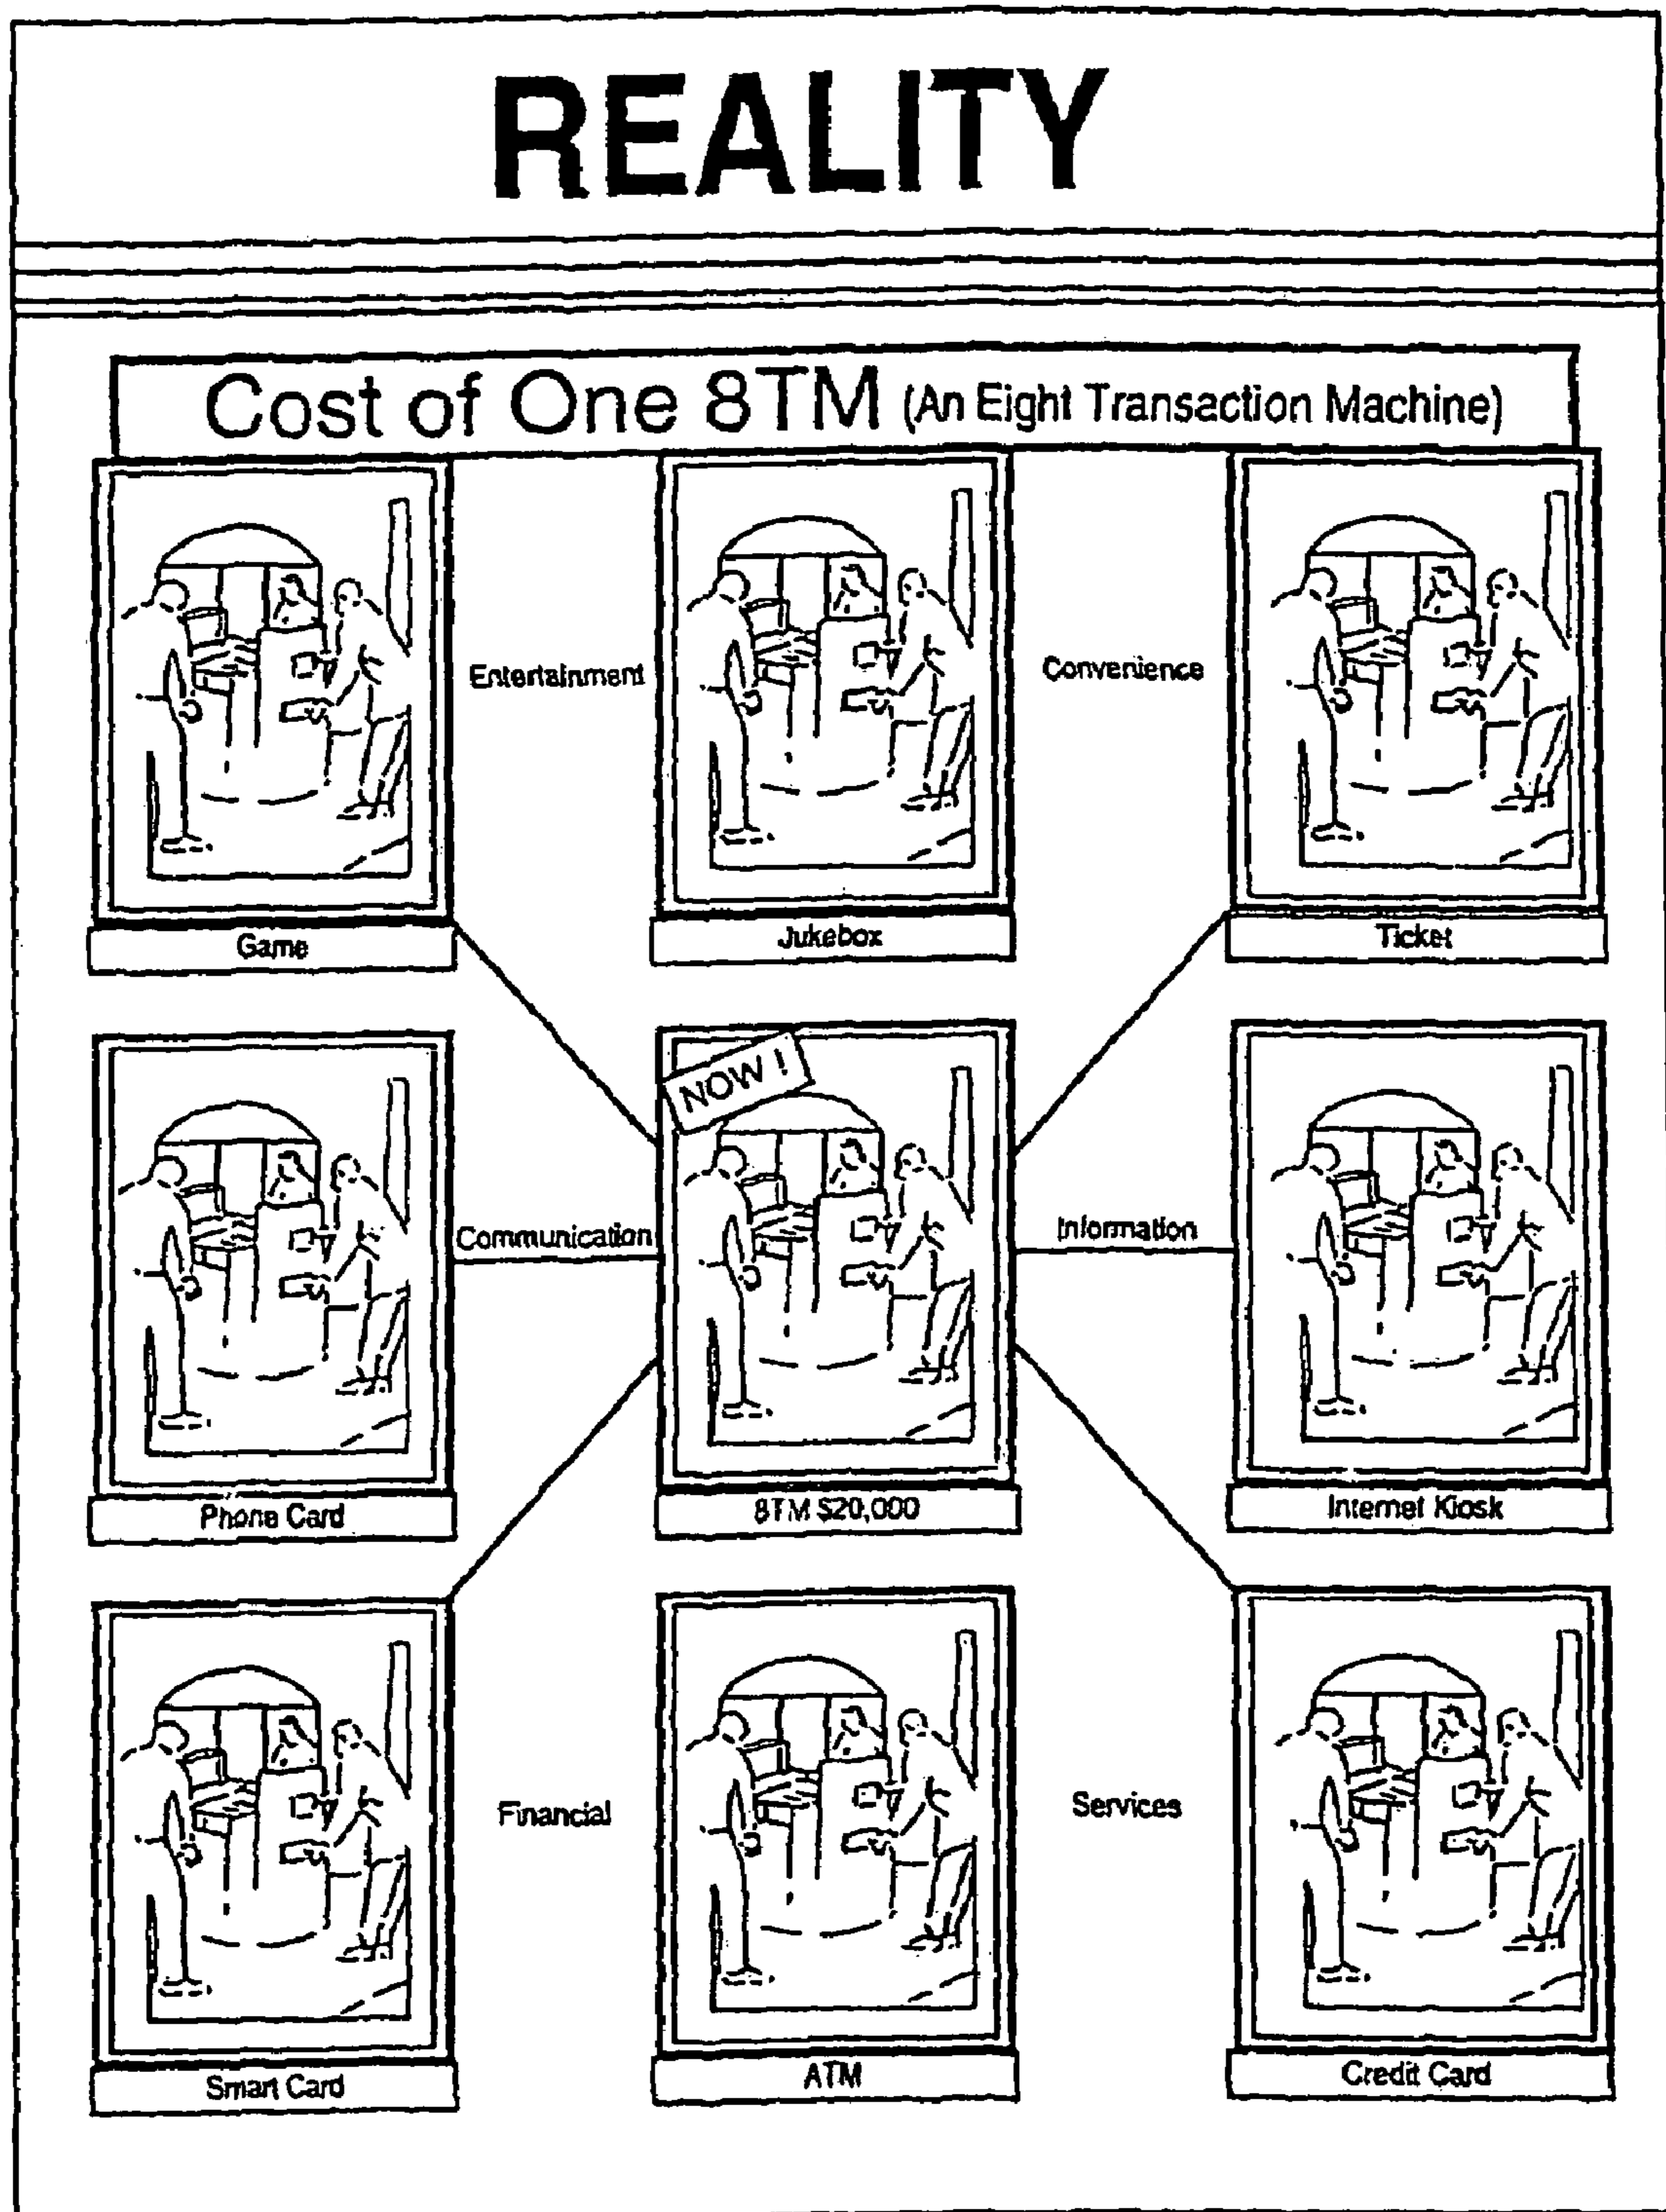 REALITY
Cost of One 8TM (An Eight Transaction Machine)
Entertainment
Convenience
Game
Jukebox
Ticket
NOW !
Communication
Information
Phone Card
8TM $20,000
Internet Kiosk
Financial
Services
Smart Card
ATM
Credit Card